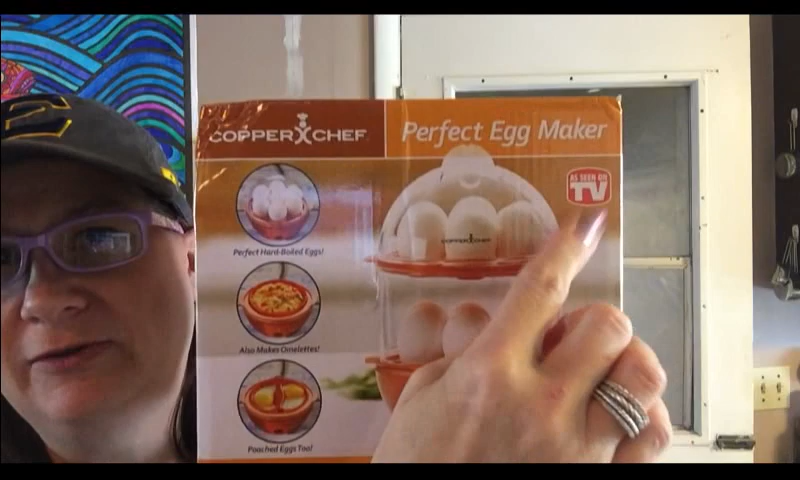 COPPER CHEF
Perfect Egg Maker
AS SEEN ON
TV
Perfect Hard-Boiled Eggs!
COPPER CHEF
Also Makes Omelettes!
Poached Eggs Too!